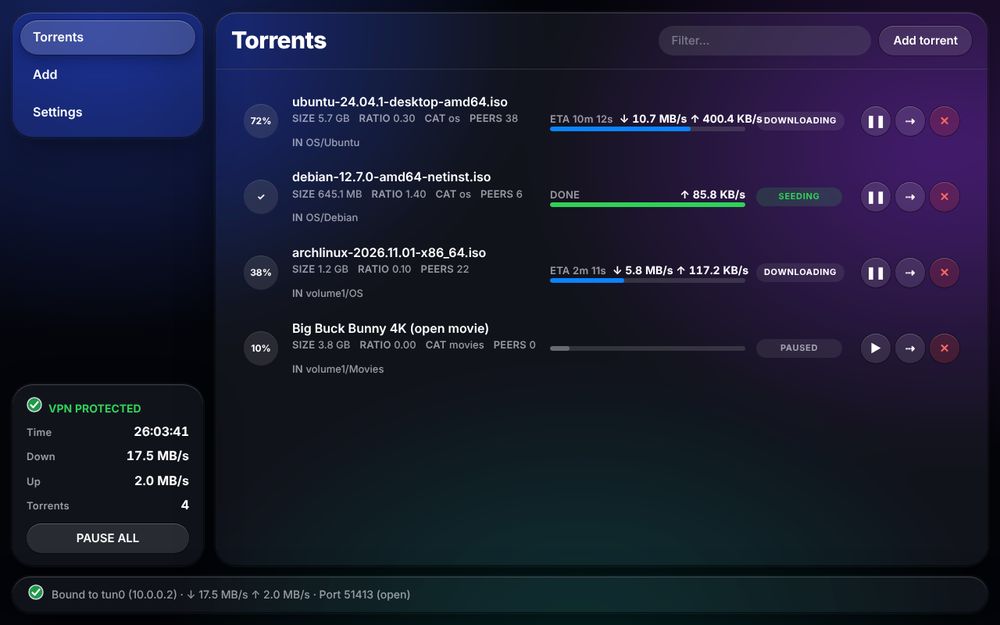 Torrents
Add
Settings
Torrents
Filter...
Add torrent
72%
ubuntu-24.04.1-desktop-amd64.iso
SIZE 5.7 GB RATIO 0.30 CAT os PEERS 38
IN OS/Ubuntu
ETA 10m 12s ↓ 10.7 MB/s ↑ 400.4 KB/s
DOWNLOADING
debian-12.7.0-amd64-netinst.iso
SIZE 645.1 MB RATIO 1.40 CAT os PEERS 6
IN OS/Debian
DONE ↑ 85.8 KB/s
SEEDING
38%
archlinux-2026.11.01-x86_64.iso
SIZE 1.2 GB RATIO 0.10 PEERS 22
IN volume1/OS
ETA 2m 11s ↓ 5.8 MB/s ↑ 117.2 KB/s
DOWNLOADING
10%
Big Buck Bunny 4K (open movie)
SIZE 3.8 GB RATIO 0.00 CAT movies PEERS 0
IN volume1/Movies
PAUSED
VPN PROTECTED
Time 26:03:41
Down 17.5 MB/s
Up 2.0 MB/s
Torrents 4
PAUSE ALL
Bound to tun0 (10.0.0.2) · ↓ 17.5 MB/s ↑ 2.0 MB/s · Port 51413 (open)